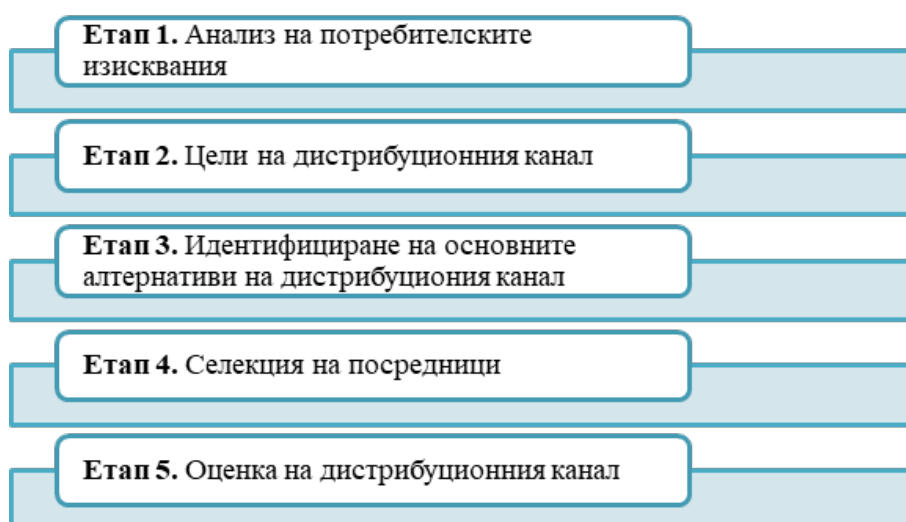 Етап 1. Анализ на потребителските
изисквания
Етап 2. Цели на дистрибуционния канал
Етап 3. Идентифициране на основните
алтернативи на дистрибуциония канал
Етап 4. Селекция на посредници
Етап 5. Оценка на дистрибуционния канал